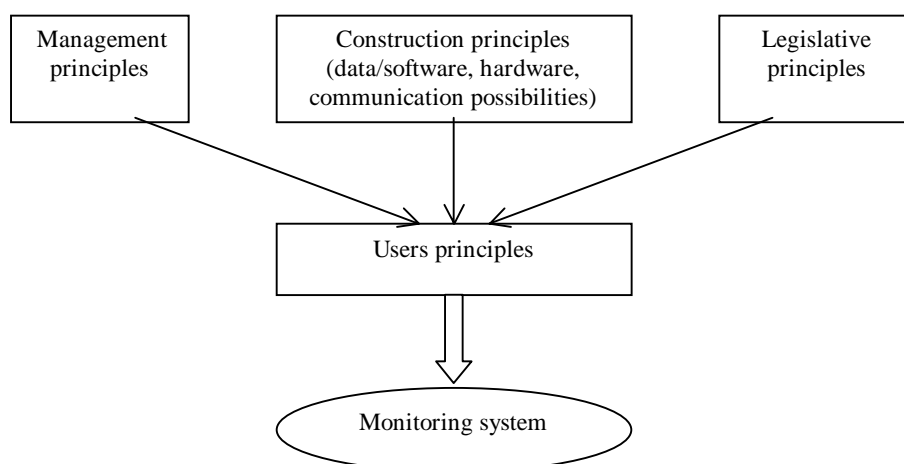 Management
principles
Construction principles
(data/software, hardware,
communication possibilities)
Legislative
principles
Users principles
Monitoring system